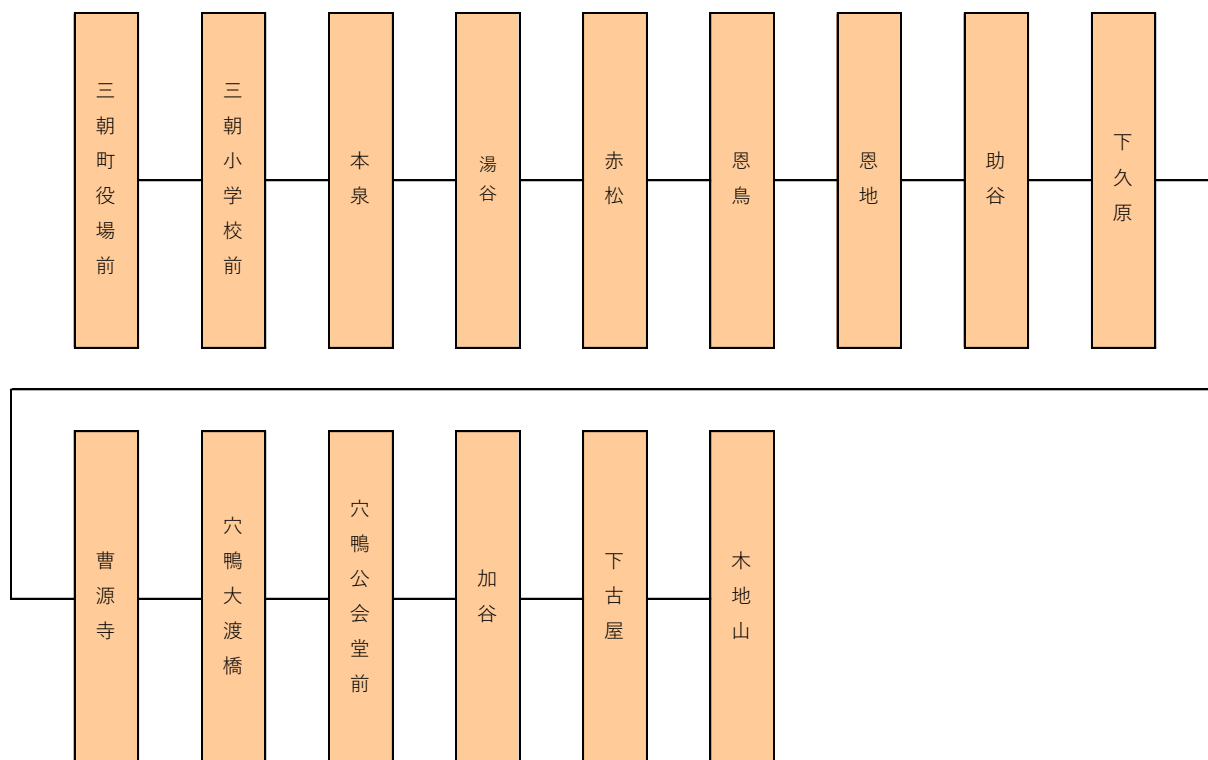 三朝町役場前
三朝小学校前
本泉
湯谷
赤松
恩鳥
恩地
助谷
下久原
曹源寺
穴鴨大渡橋
穴鴨公会堂前
加谷
下古屋
木地山